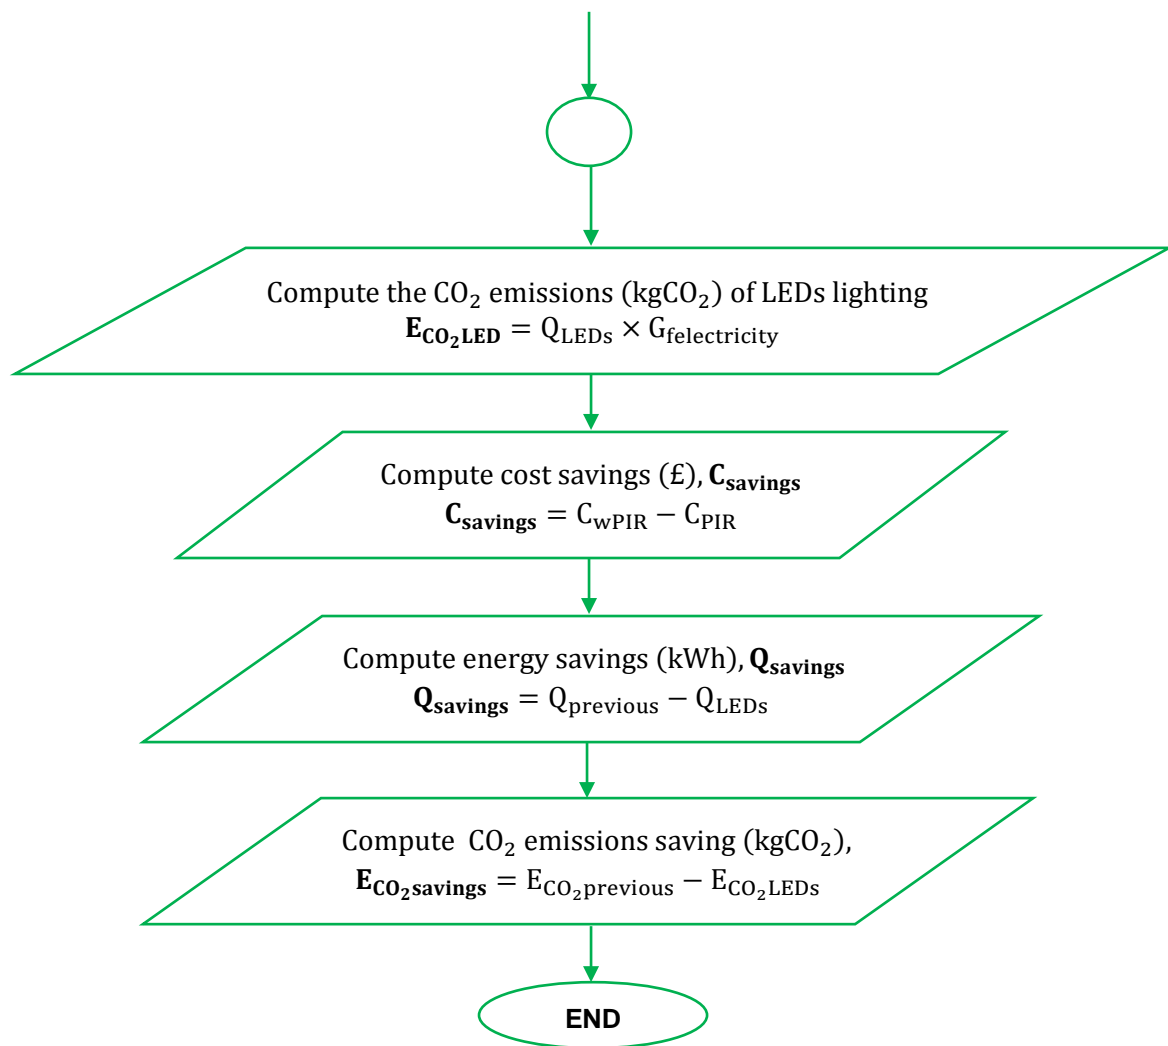 Compute the CO₂ emissions (kgCO₂) of LEDs lighting
E_CO₂LED = Q_LEDs × G_felectricity
Compute cost savings (£), C_savings
C_savings = C_wPIR − C_PIR
Compute energy savings (kWh), Q_savings
Q_savings = Q_previous − Q_LEDs
Compute CO₂ emissions saving (kgCO₂),
E_CO₂savings = E_CO₂previous − E_CO₂LEDs
END